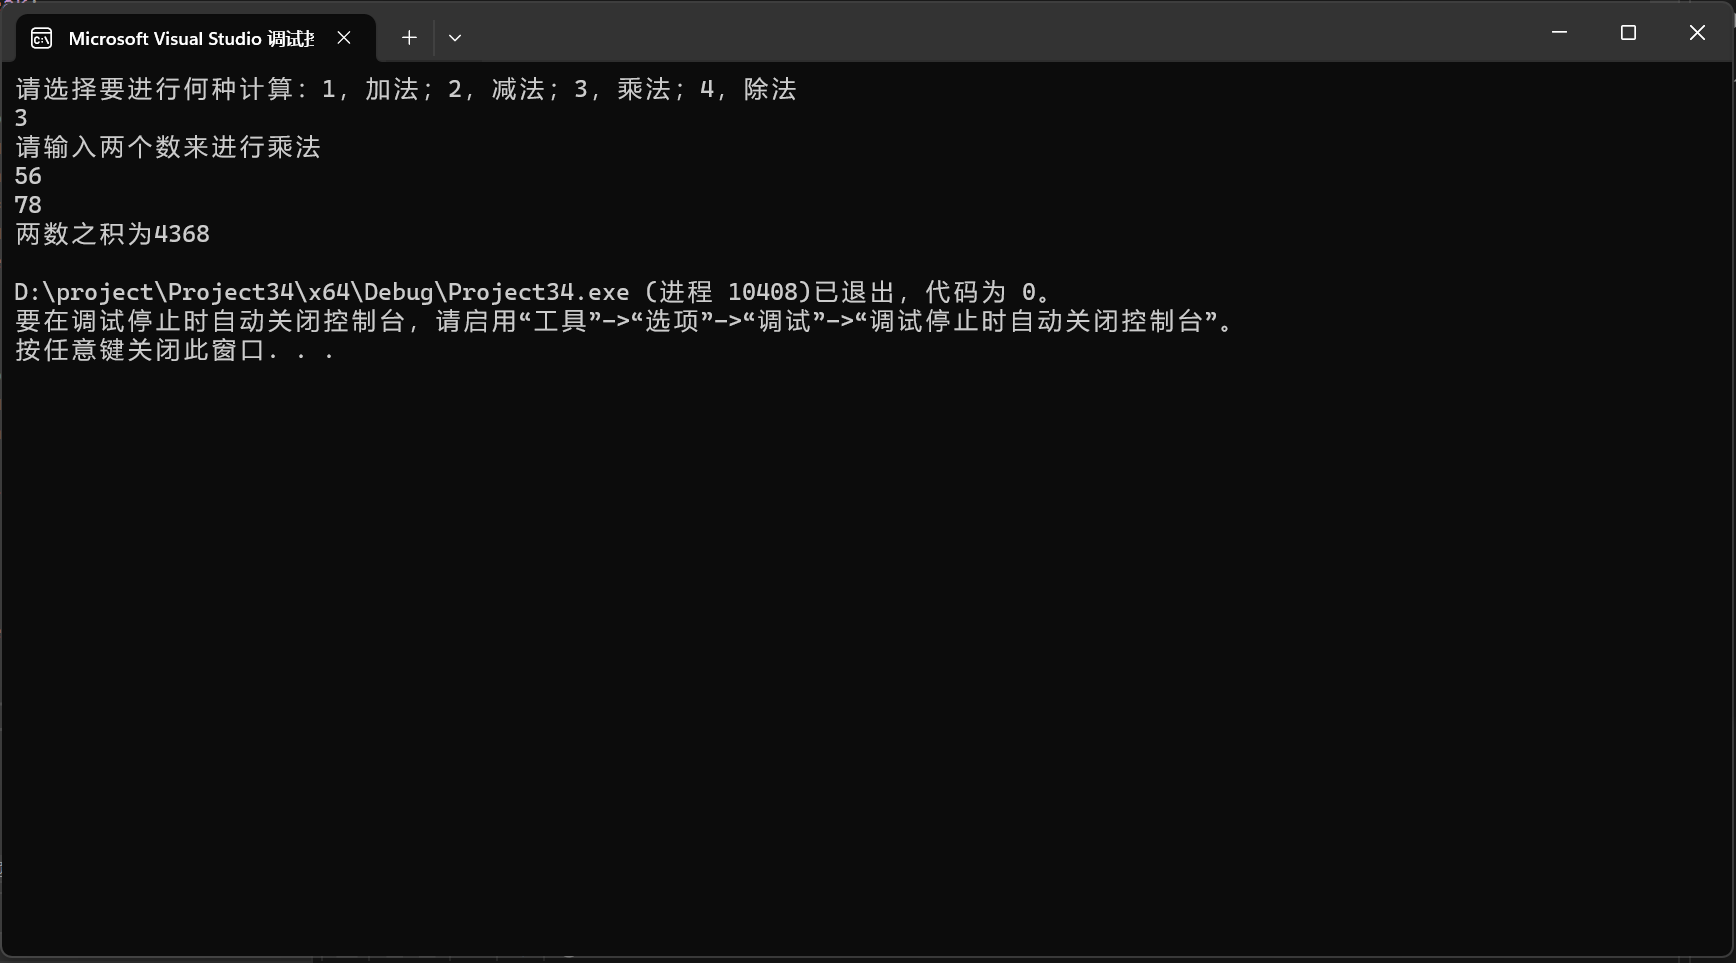 Microsoft Visual Studio 调试
请选择要进行何种计算：1，加法；2，减法；3，乘法；4，除法
3
请输入两个数来进行乘法
56
78
两数之积为4368
D:\project\Project34\x64\Debug\Project34.exe (进程 10408)已退出，代码为 0。
要在调试停止时自动关闭控制台，请启用“工具”->“选项”->“调试”->“调试停止时自动关闭控制台”。
按任意键关闭此窗口. . .